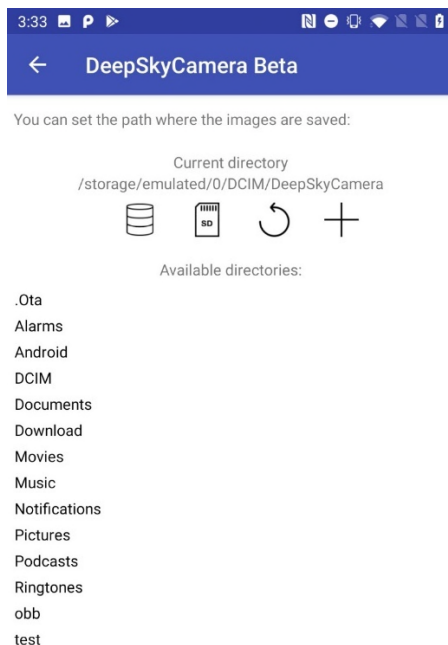 3:33
DeepSkyCamera Beta
You can set the path where the images are saved:
Current directory
/storage/emulated/0/DCIM/DeepSkyCamera
SD
Available directories:
.Ota
Alarms
Android
DCIM
Documents
Download
Movies
Music
Notifications
Pictures
Podcasts
Ringtones
obb
test